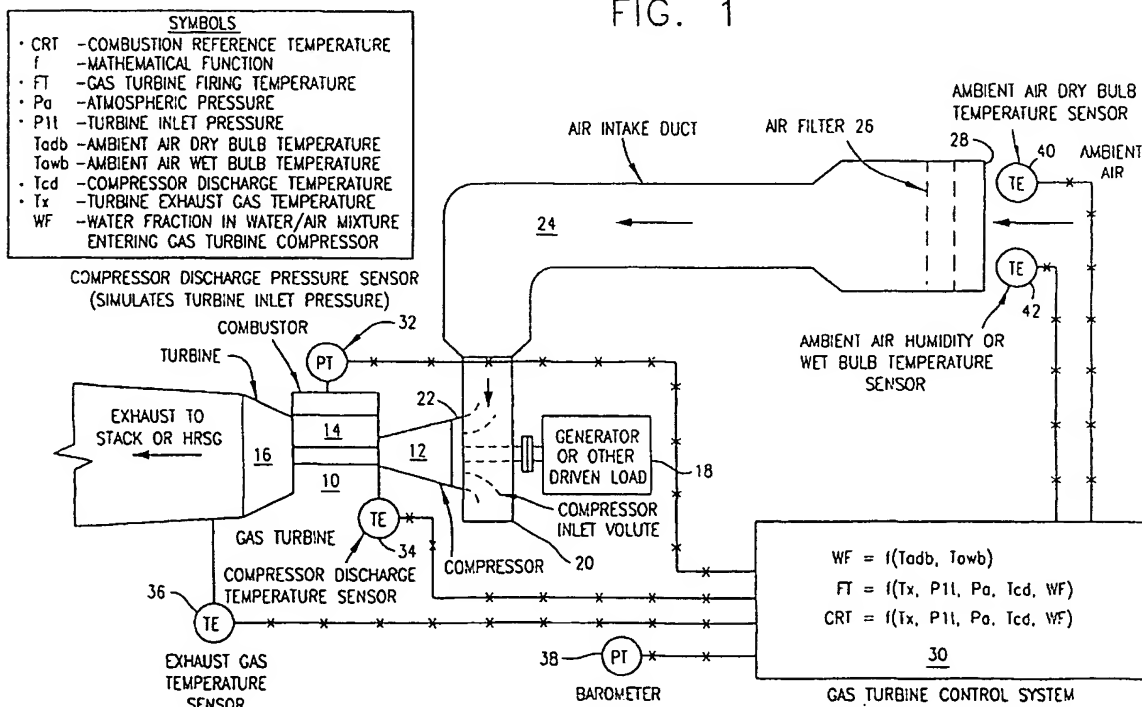 FIG. 1
SYMBOLS
· CRT -COMBUSTION REFERENCE TEMPERATURE
f -MATHEMATICAL FUNCTION
· FT -GAS TURBINE FIRING TEMPERATURE
· Pa -ATMOSPHERIC PRESSURE
· P1t -TURBINE INLET PRESSURE
Tadb -AMBIENT AIR DRY BULB TEMPERATURE
Tawb -AMBIENT AIR WET BULB TEMPERATURE
· Tcd -COMPRESSOR DISCHARGE TEMPERATURE
· Tx -TURBINE EXHAUST GAS TEMPERATURE
WF -WATER FRACTION IN WATER/AIR MIXTURE
ENTERING GAS TURBINE COMPRESSOR
AMBIENT AIR DRY BULB
TEMPERATURE SENSOR
AIR INTAKE DUCT
AIR FILTER 26
28
40
TE
AMBIENT
AIR
24
TE
42
AMBIENT AIR HUMIDITY OR
WET BULB TEMPERATURE
SENSOR
COMPRESSOR DISCHARGE PRESSURE SENSOR
(SIMULATES TURBINE INLET PRESSURE)
COMBUSTOR
32
PT
TURBINE
22
EXHAUST TO
STACK OR HRSG
16
14
10
12
GENERATOR
OR OTHER
DRIVEN LOAD
18
COMPRESSOR
INLET VOLUTE
20
GAS TURBINE
TE
34
COMPRESSOR
COMPRESSOR DISCHARGE
TEMPERATURE SENSOR
36
TE
EXHAUST GAS
TEMPERATURE
SENSOR
38
PT
BAROMETER
WF = f(Tadb, Tawb)
FT = f(Tx, P1t, Pa, Tcd, WF)
CRT = f(Tx, P1t, Pa, Tcd, WF)
30
GAS TURBINE CONTROL SYSTEM